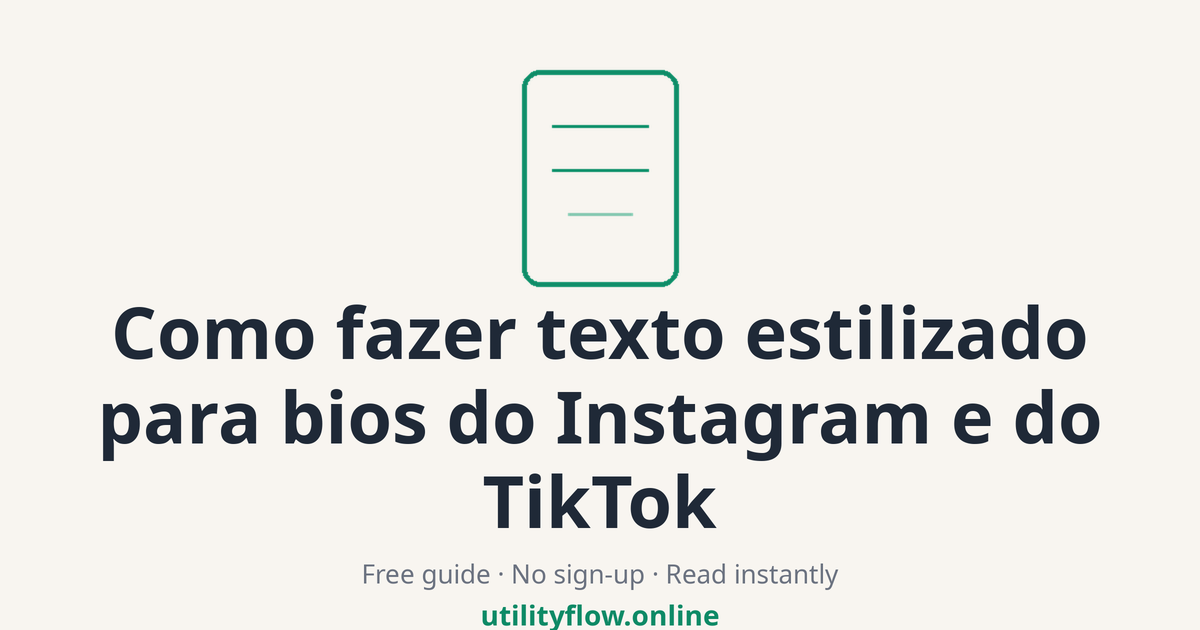 Como fazer texto estilizado
para bios do Instagram e do
TikTok
Free guide · No sign-up · Read instantly
utilityflow.online